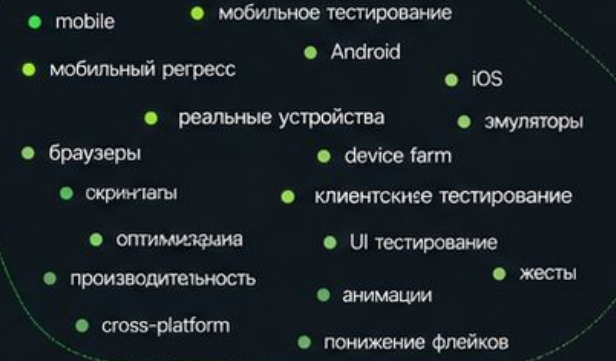 mobile
мобильное тестирование
Android
мобильный регресс
iOS
реальные устройства
эмуляторы
браузеры
device farm
клиентские тестирование
UI тестирование
жесты
производительность
анимации
cross-platform
понижение флейков